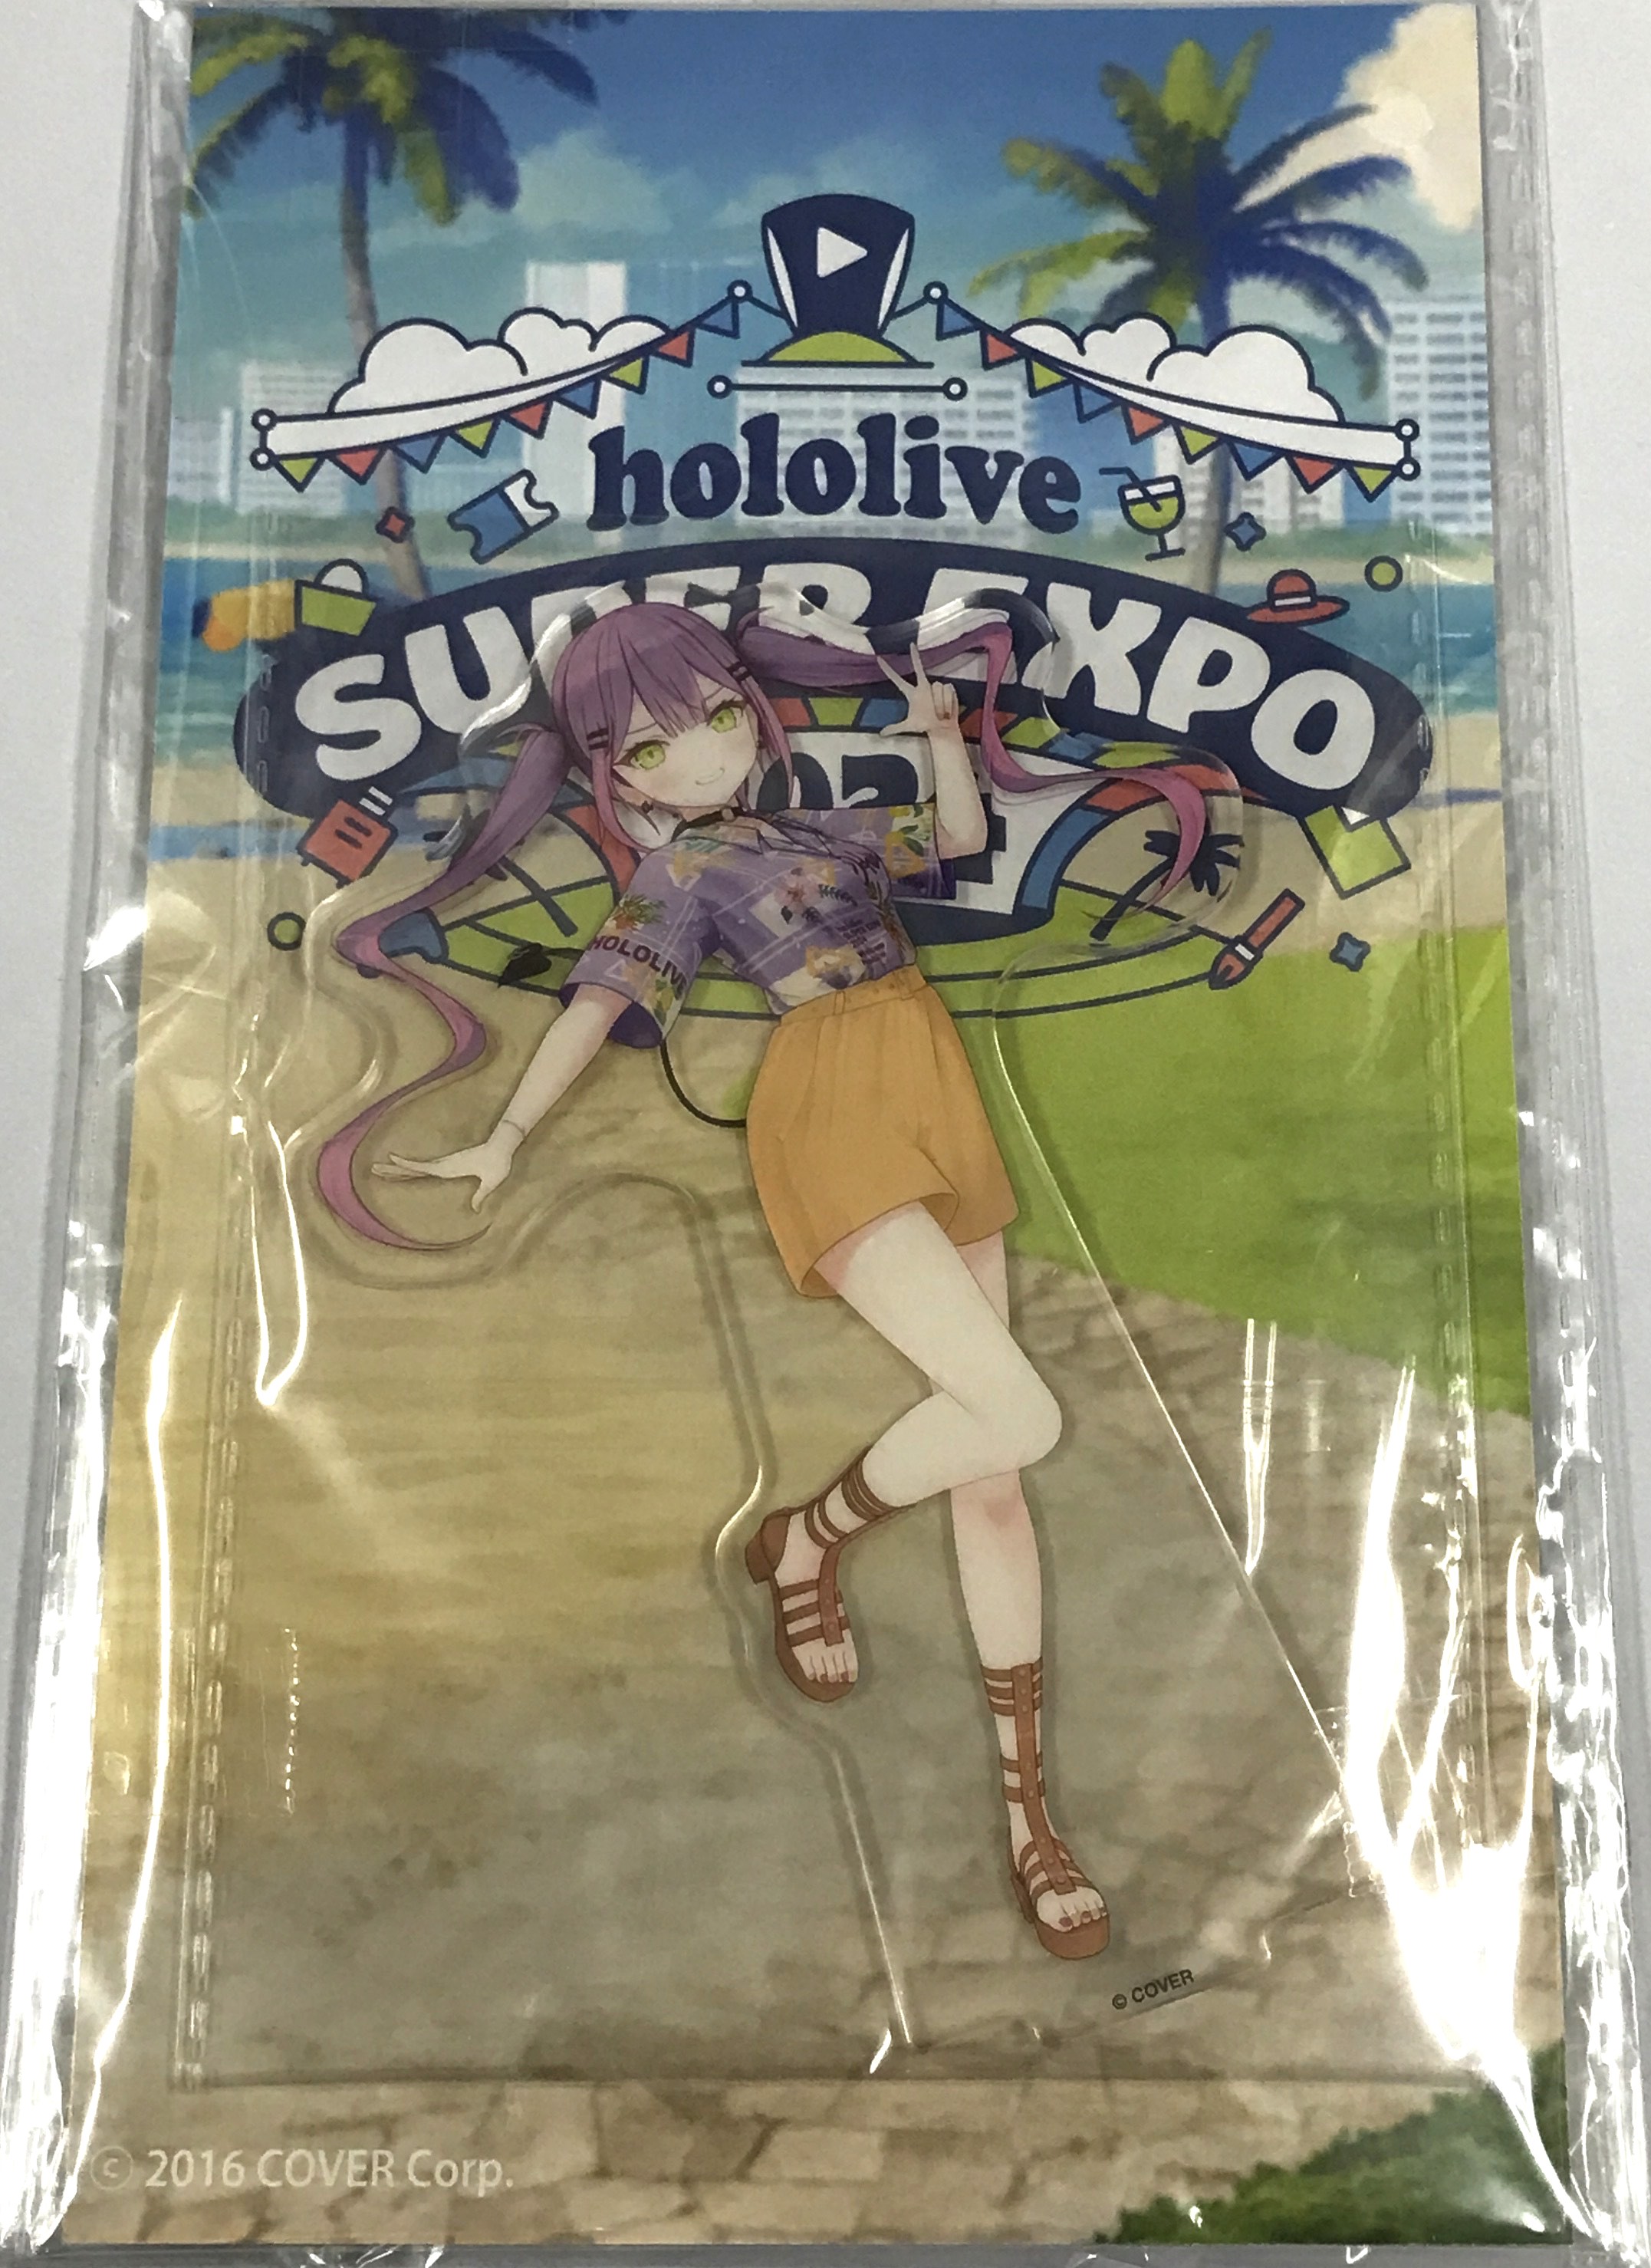 hololive
SUPER EXPO
HOLOLIVE
© COVER
© 2016 COVER Corp.